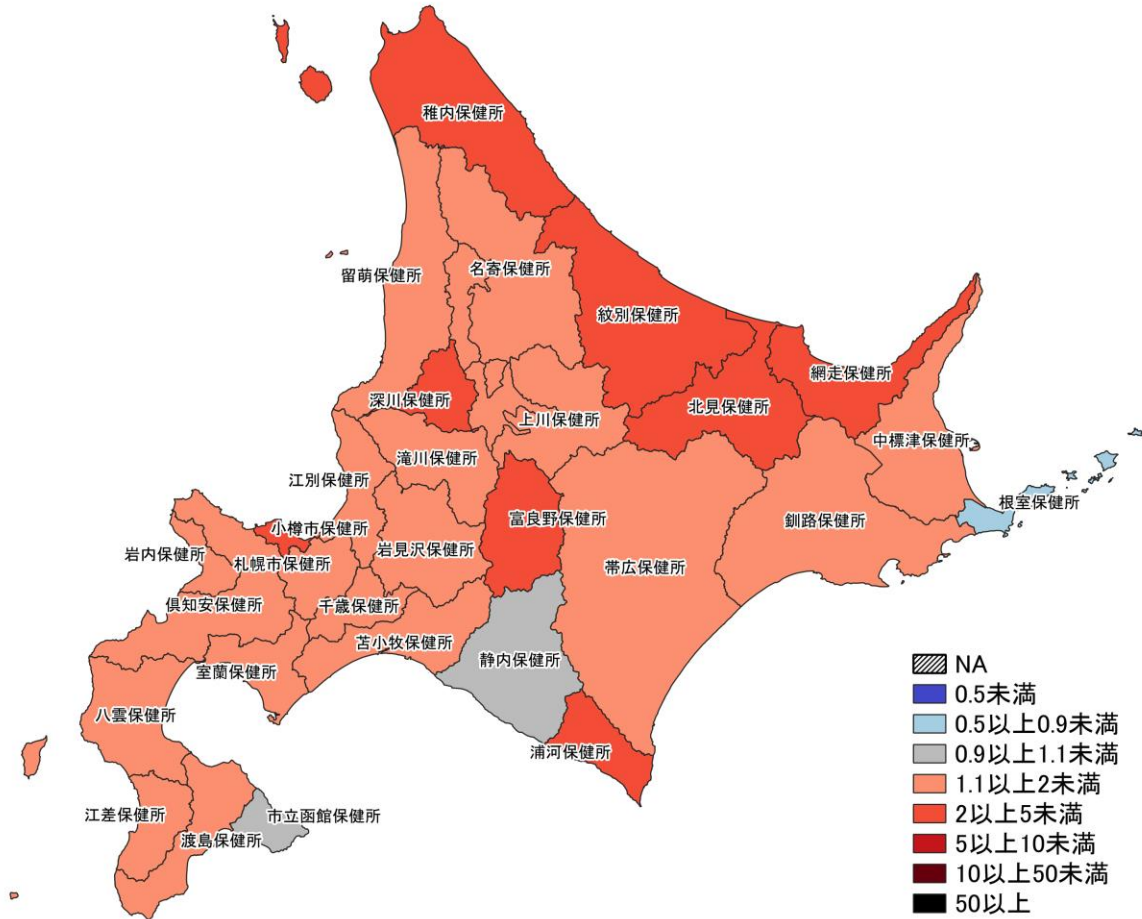 稚内保健所
留萌保健所
名寄保健所
紋別保健所
網走保健所
深川保健所
北見保健所
上川保健所
中標津保健所
滝川保健所
江別保健所
根室保健所
富良野保健所
釧路保健所
小樽市保健所
岩見沢保健所
岩内保健所
札幌市保健所
帯広保健所
倶知安保健所
千歳保健所
苫小牧保健所
静内保健所
室蘭保健所
八雲保健所
浦河保健所
江差保健所
市立函館保健所
渡島保健所
NA
0.5未満
0.5以上0.9未満
0.9以上1.1未満
1.1以上2未満
2以上5未満
5以上10未満
10以上50未満
50以上